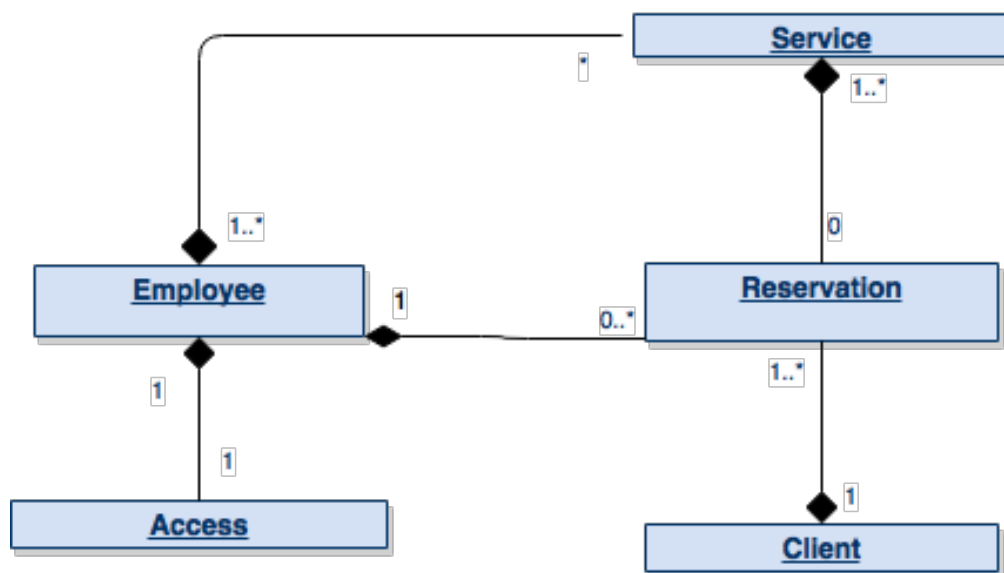 Service
*
1..*
1..*
0
Employee
1
0..*
Reservation
1..*
1
1
Access
1
Client